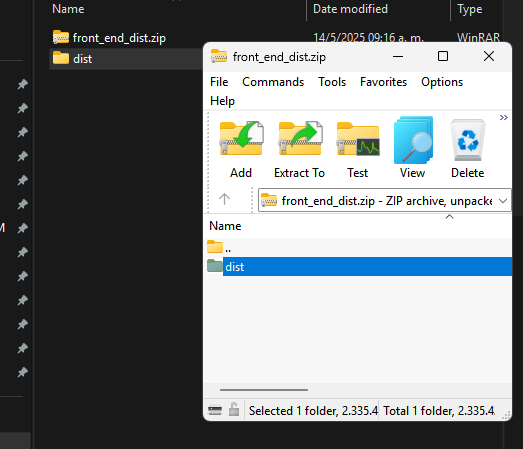 Name Date modified Type
front_end_dist.zip 14/5/2025 09:16 a. m. WinRAR
dist
front_end_dist.zip
File Commands Tools Favorites Options
Help
Add Extract To Test View Delete
front_end_dist.zip - ZIP archive, unpacke
Name
..
dist
Selected 1 folder, 2.335.4 Total 1 folder, 2.335.4
M